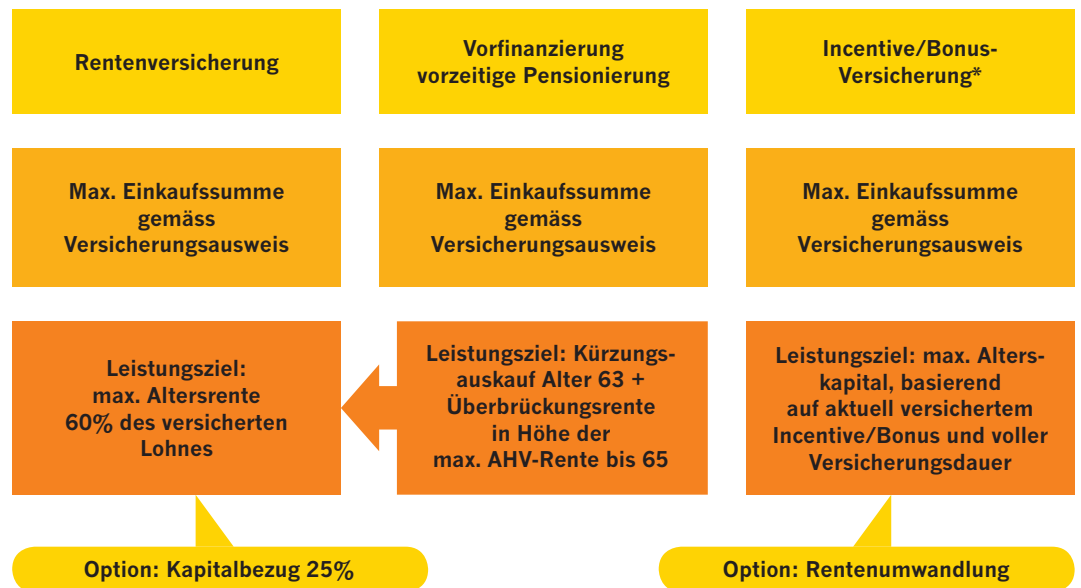 Rentenversicherung
Vorfinanzierung
vorzeitige Pensionierung
Incentive/Bonus-
Versicherung*
Max. Einkaufssumme
gemäss
Versicherungsausweis
Max. Einkaufssumme
gemäss
Versicherungsausweis
Max. Einkaufssumme
gemäss
Versicherungsausweis
Leistungsziel:
max. Altersrente
60% des versicherten
Lohnes
Leistungsziel: Kürzungs-
auskauf Alter 63 +
Überbrückungsrente
in Höhe der
max. AHV-Rente bis 65
Leistungsziel: max. Alters-
kapital, basierend
auf aktuell versichertem
Incentive/Bonus und voller
Versicherungsdauer
Option: Kapitalbezug 25%
Option: Rentenumwandlung